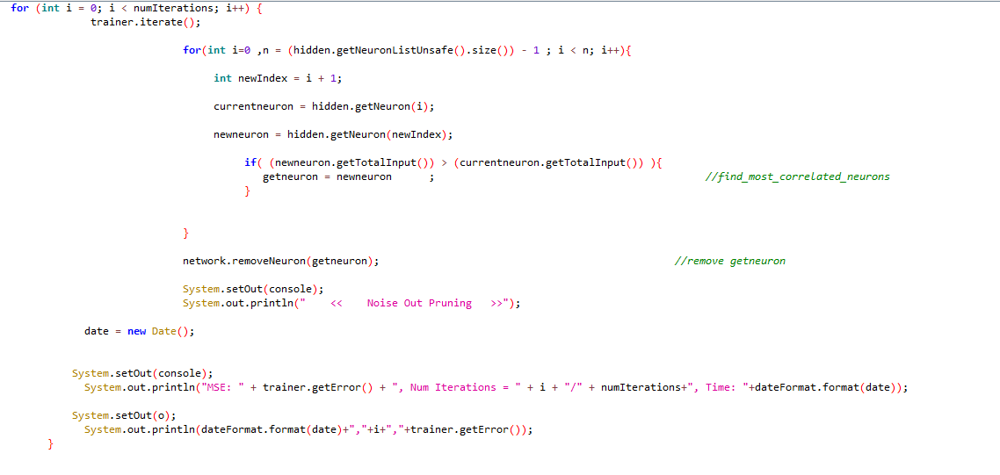 for (int i = 0; i < numIterations; i++) {
trainer.iterate();
for(int i=0 ,n = (hidden.getNeuronListUnsafe().size()) - 1 ; i < n; i++){
int newIndex = i + 1;
currentneuron = hidden.getNeuron(i);
newneuron = hidden.getNeuron(newIndex);
if( (newneuron.getTotalInput()) > (currentneuron.getTotalInput()) ){
getneuron = newneuron ; //find_most_correlated_neurons
}
}
network.removeNeuron(getneuron); //remove getneuron
System.setOut(console);
System.out.println(" << Noise Out Pruning >>");
date = new Date();
System.setOut(console);
System.out.println("MSE: " + trainer.getError() + ", Num Iterations = " + i + "/" + numIterations+", Time: "+dateFormat.format(date));
System.setOut(o);
System.out.println(dateFormat.format(date)+","+i+","+trainer.getError());
}